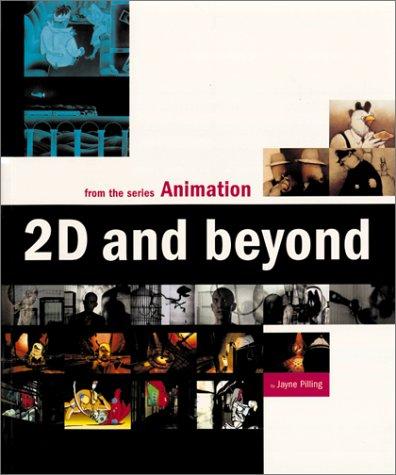 from the series Animation
2D and beyond
by Jayne Pilling